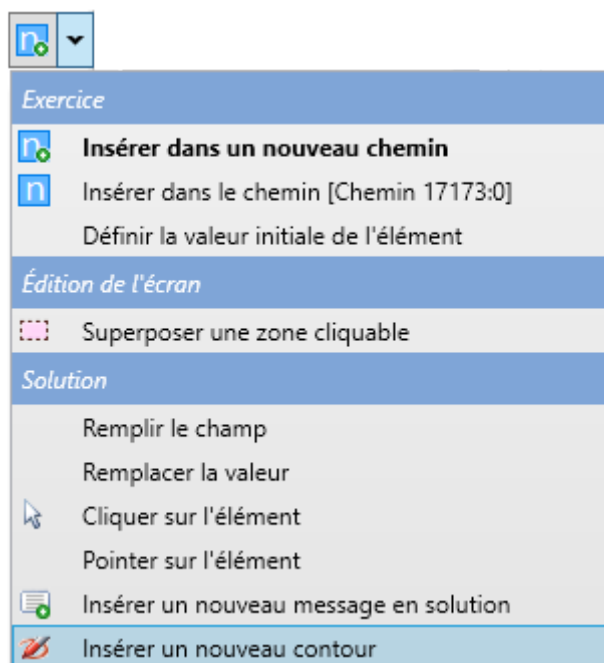 n
Exercice
n Insérer dans un nouveau chemin
n Insérer dans le chemin [Chemin 17173:0]
Définir la valeur initiale de l'élément
Édition de l'écran
Superposer une zone cliquable
Solution
Remplir le champ
Remplacer la valeur
Cliquer sur l'élément
Pointer sur l'élément
Insérer un nouveau message en solution
Insérer un nouveau contour